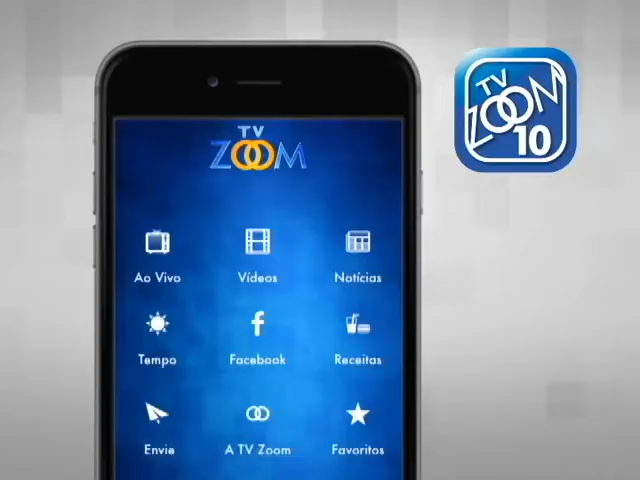 TV
ZOOM
TV
ZOOM
10
Ao Vivo
Vídeos
Notícias
Tempo
Facebook
Receitas
Envie
A TV Zoom
Favoritos